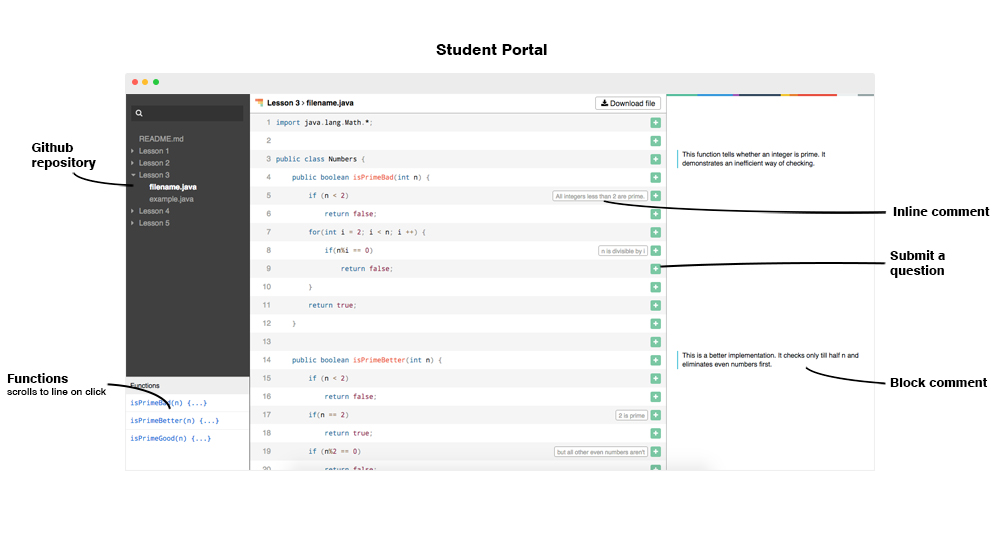 Student Portal
Lesson 3 › filename.java
Download file
README.md
Lesson 1
Lesson 2
Lesson 3
filename.java
example.java
Lesson 4
Lesson 5
Github
repository
Functions
scrolls to line on click
Functions
isPrimeBad(n) {...}
isPrimeBetter(n) {...}
isPrimeGood(n) {...}
1 import java.lang.Math.*;
2
3 public class Numbers {
4 public boolean isPrimeBad(int n) {
5 if (n < 2) All integers less than 2 are prime.
6 return false;
7 for(int i = 2; i < n; i ++) {
8 if(n%i == 0) n is divisible by i
9 return false;
10 }
11 return true;
12 }
13
14 public boolean isPrimeBetter(int n) {
15 if (n < 2)
16 return false;
17 if(n == 2) 2 is prime
18 return true;
19 if (n%2 == 0) but all other even numbers aren't
20 return false;
This function tells whether an integer is prime. It
demonstrates an inefficient way of checking.
This is a better implementation. It checks only till half n and
eliminates even numbers first.
Inline comment
Submit a
question
Block comment